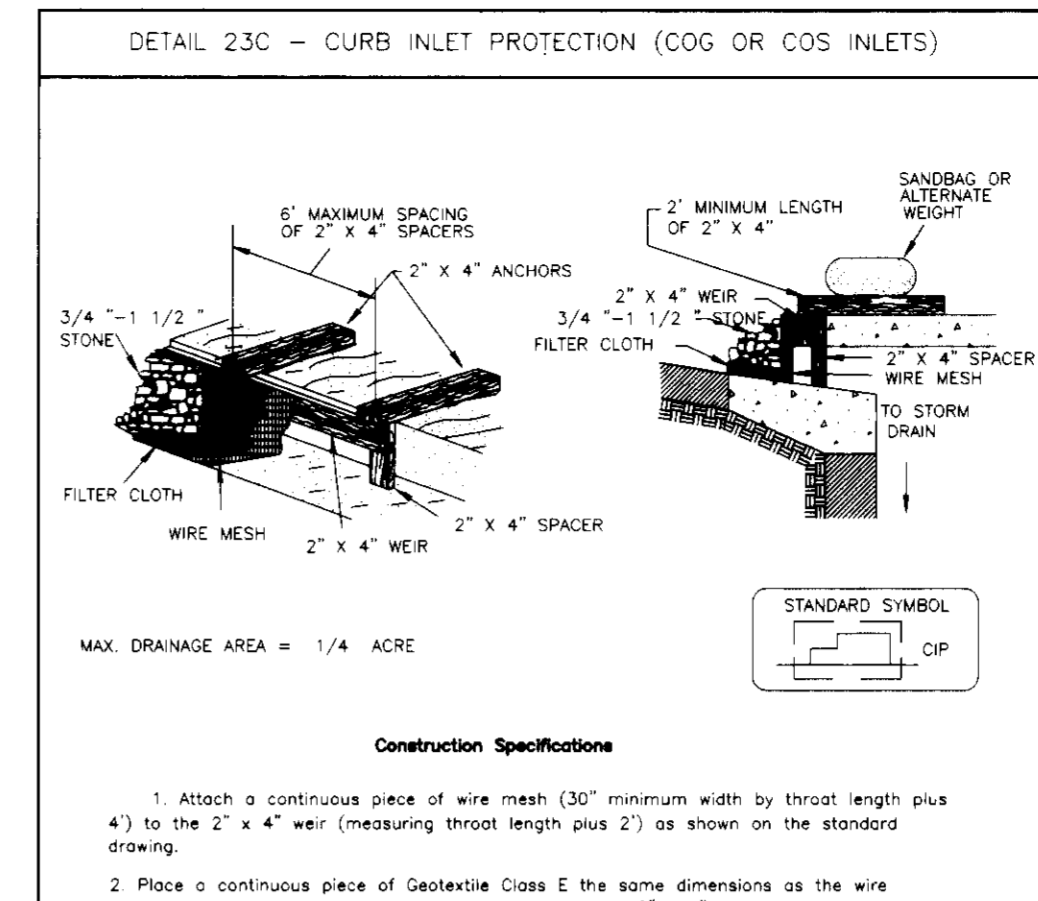 DETAIL 23C – CURB INLET PROTECTION (COG OR COS INLETS)
6' MAXIMUM SPACING
OF 2" X 4" SPACERS
2" X 4" ANCHORS
3/4 "-1 1/2 "
STONE
FILTER CLOTH
WIRE MESH
2" X 4" WEIR
2" X 4" SPACER
SANDBAG OR
ALTERNATE
WEIGHT
2' MINIMUM LENGTH
OF 2" X 4"
2" X 4" WEIR
3/4 "-1 1/2 " STONE
FILTER CLOTH
2" X 4" SPACER
WIRE MESH
TO STORM
DRAIN
MAX. DRAINAGE AREA = 1/4 ACRE
STANDARD SYMBOL
CIP
Construction Specifications
1. Attach a continuous piece of wire mesh (30" minimum width by throat length plus
4') to the 2" x 4" weir (measuring throat length plus 2') as shown on the standard
drawing.
2. Place a continuous piece of Geotextile Class E the same dimensions as the wire